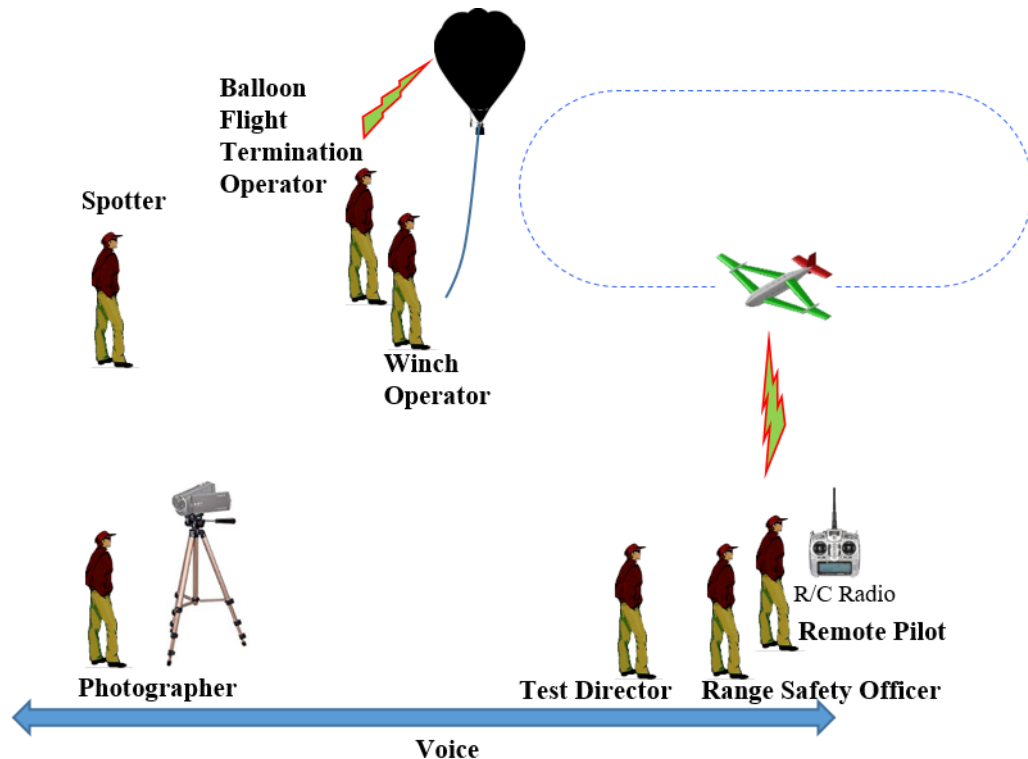 Balloon
Flight
Termination
Operator
Spotter
Winch
Operator
R/C Radio
Remote Pilot
Photographer
Test Director
Range Safety Officer
Voice